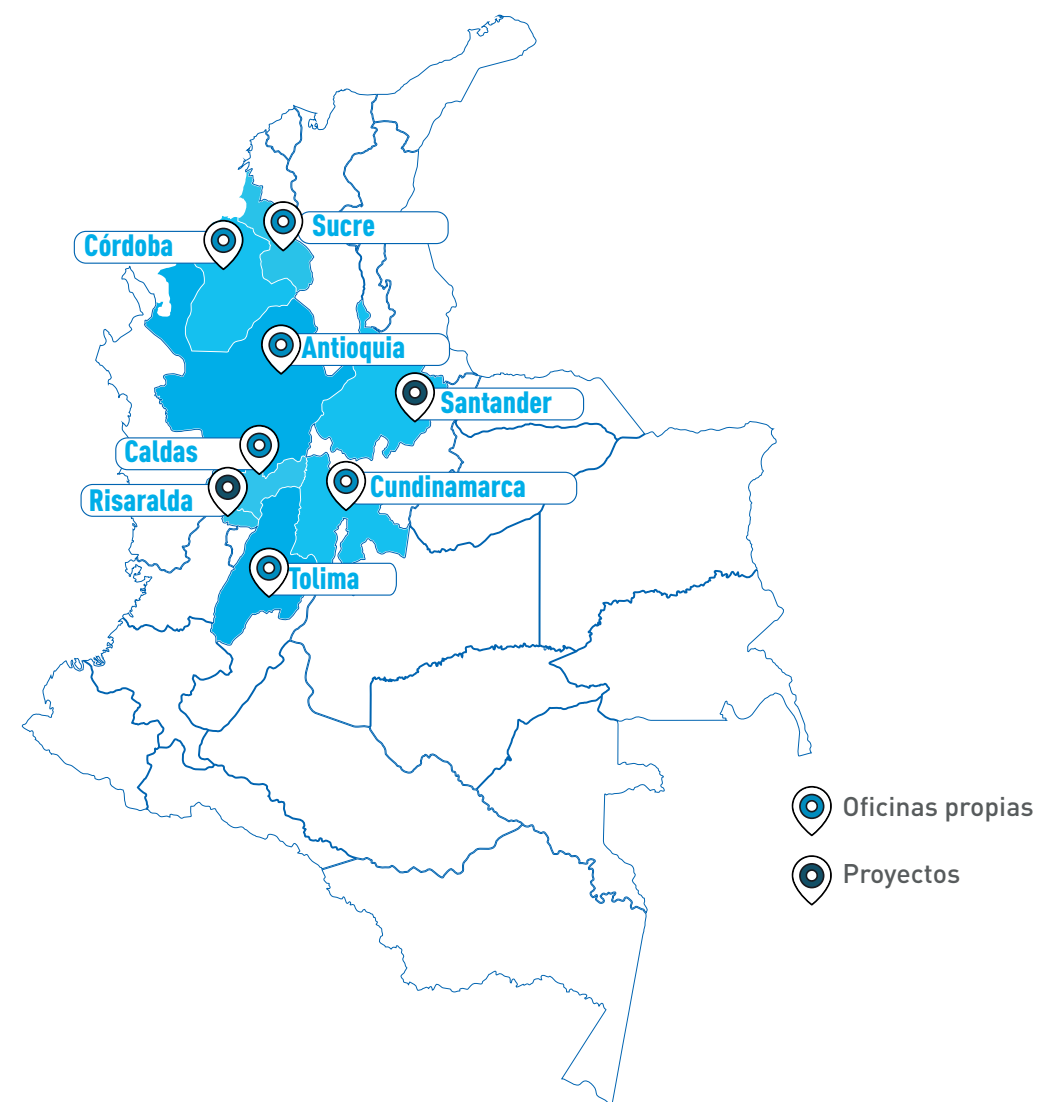 Sucre
Córdoba
Antioquia
Santander
Caldas
Cundinamarca
Risaralda
Tolima
Oficinas propias
Proyectos